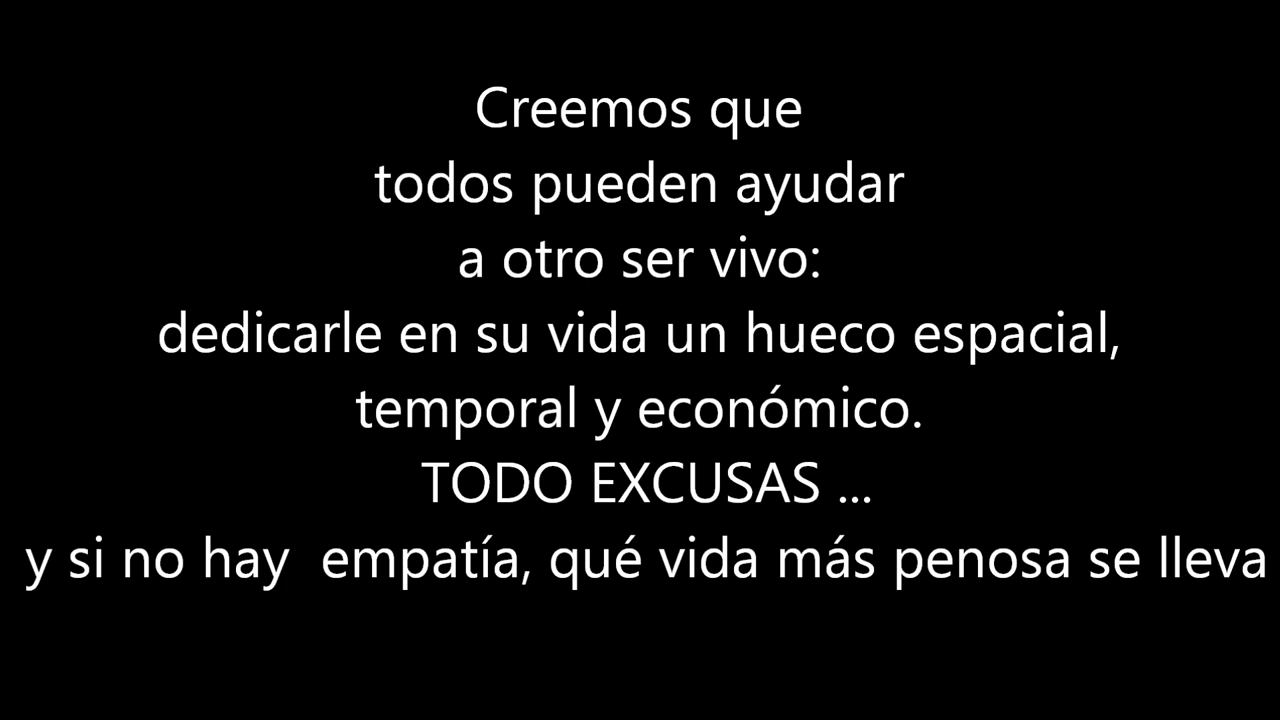 Creemos que
todos pueden ayudar
a otro ser vivo:
dedicarle en su vida un hueco espacial,
temporal y económico.
TODO EXCUSAS ...
y si no hay  empatía, qué vida más penosa se lleva